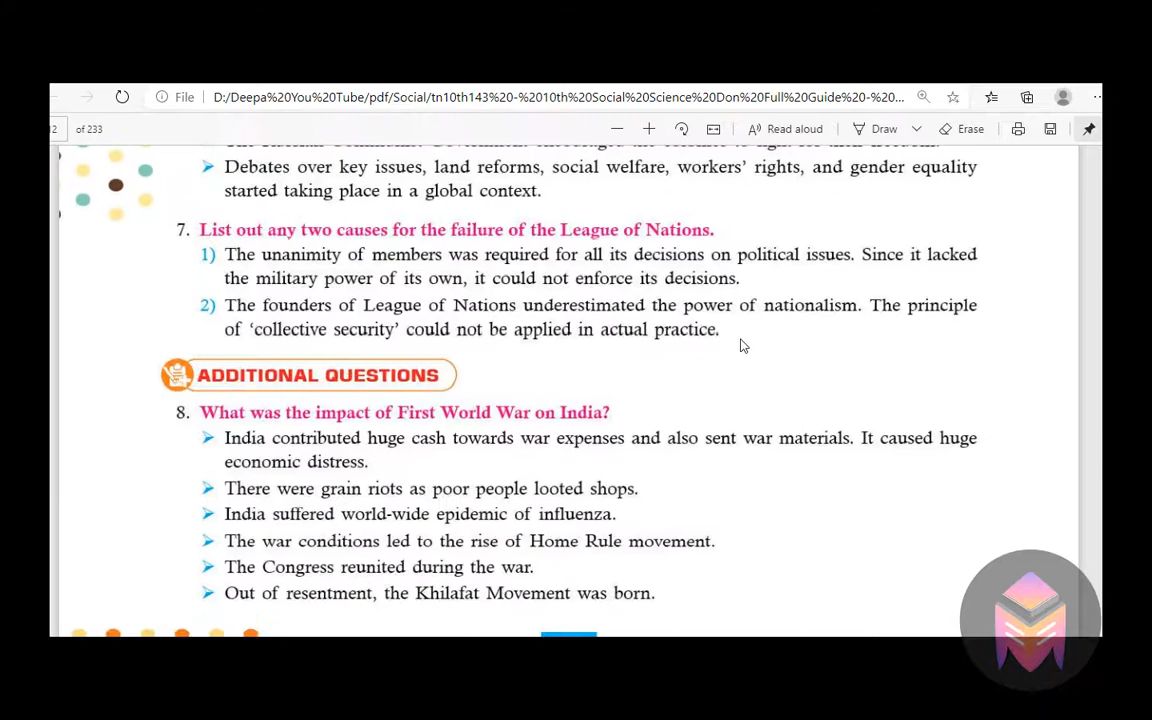 File D:/Deepa%20You%20Tube/pdf/Social/tn10th143%20-%2010th%20Social%20Science%20Don%20Full%20Guide%20-%20...
of 233 Read aloud Draw Erase
Debates over key issues, land reforms, social welfare, workers' rights, and gender equality
started taking place in a global context.
7. List out any two causes for the failure of the League of Nations.
1) The unanimity of members was required for all its decisions on political issues. Since it lacked
the military power of its own, it could not enforce its decisions.
2) The founders of League of Nations underestimated the power of nationalism. The principle
of 'collective security' could not be applied in actual practice.
ADDITIONAL QUESTIONS
8. What was the impact of First World War on India?
➤ India contributed huge cash towards war expenses and also sent war materials. It caused huge
economic distress.
➤ There were grain riots as poor people looted shops.
➤ India suffered world-wide epidemic of influenza.
➤ The war conditions led to the rise of Home Rule movement.
➤ The Congress reunited during the war.
➤ Out of resentment, the Khilafat Movement was born.